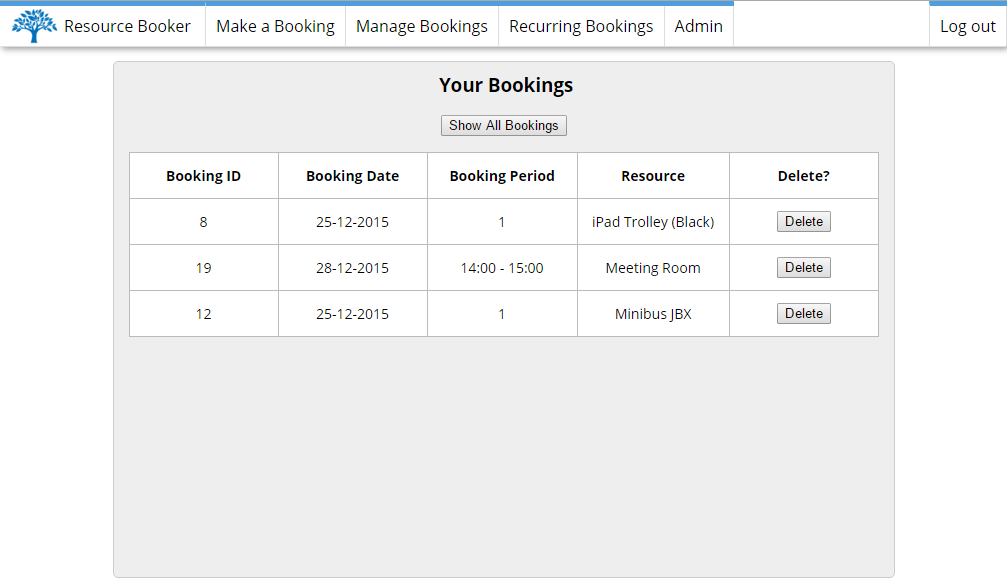 Resource Booker Make a Booking Manage Bookings Recurring Bookings Admin Log out
Your Bookings
Show All Bookings
Booking ID Booking Date Booking Period Resource Delete?
8 25-12-2015 1 iPad Trolley (Black) Delete
19 28-12-2015 14:00 - 15:00 Meeting Room Delete
12 25-12-2015 1 Minibus JBX Delete